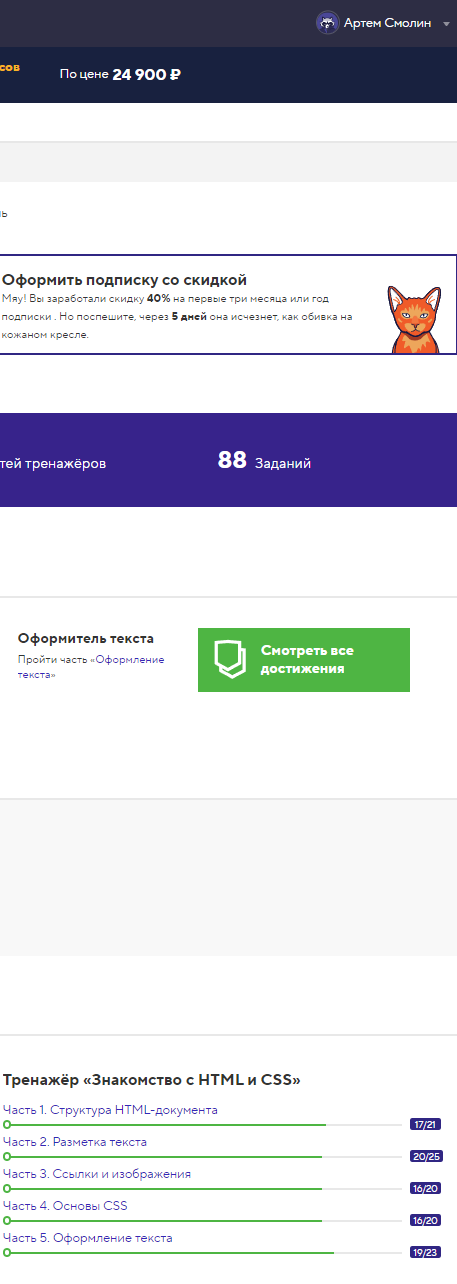 Артем Смолин
сов
По цене 24 900 ₽
ь
Оформить подписку со скидкой
Мяу! Вы заработали скидку 40% на первые три месяца или год
подписки . Но поспешите, через 5 дней она исчезнет, как обивка на
кожаном кресле.
тей тренажёров
88 Заданий
Оформитель текста
Пройти часть «Оформление
текста»
Смотреть все
достижения
Тренажёр «Знакомство с HTML и CSS»
Часть 1. Структура HTML-документа
17/21
Часть 2. Разметка текста
20/25
Часть 3. Ссылки и изображения
16/20
Часть 4. Основы CSS
16/20
Часть 5. Оформление текста
19/23